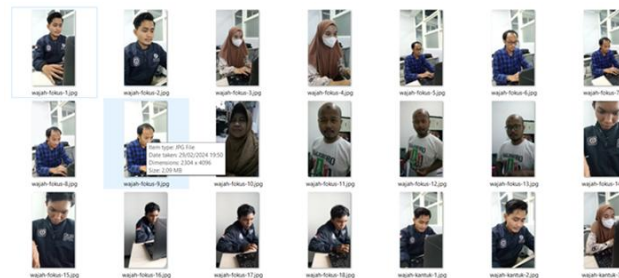 wajah-fokus-1.jpg
wajah-fokus-2.jpg
wajah-fokus-3.jpg
wajah-fokus-4.jpg
wajah-fokus-5.jpg
wajah-fokus-6.jpg
wajah-fokus-8.jpg
wajah-fokus-9.jpg
Item type: JPG File
Date taken: 29/02/2024 19:50
Dimensions: 2304 x 4096
Size: 2,09 MB
wajah-fokus-10.jpg
wajah-fokus-11.jpg
wajah-fokus-12.jpg
wajah-fokus-13.jpg
wajah-fokus-15.jpg
wajah-fokus-16.jpg
wajah-fokus-17.jpg
wajah-fokus-18.jpg
wajah-kantuk-1.jpg
wajah-kantuk-2.jpg